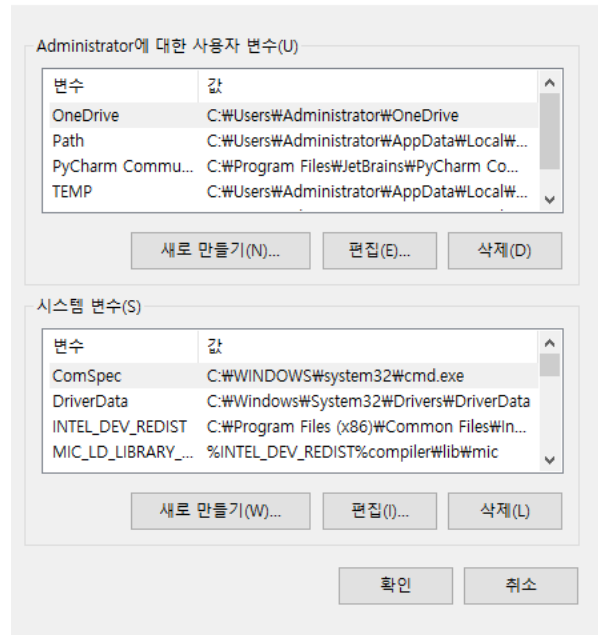 Administrator에 대한 사용자 변수(U)
변수 값
OneDrive C:₩Users₩Administrator₩OneDrive
Path C:₩Users₩Administrator₩AppData₩Local₩...
PyCharm Commu... C:₩Program Files₩JetBrains₩PyCharm Co...
TEMP C:₩Users₩Administrator₩AppData₩Local₩...
새로 만들기(N)... 편집(E)... 삭제(D)
시스템 변수(S)
변수 값
ComSpec C:₩WINDOWS₩system32₩cmd.exe
DriverData C:₩Windows₩System32₩Drivers₩DriverData
INTEL_DEV_REDIST C:₩Program Files (x86)₩Common Files₩In...
MIC_LD_LIBRARY_... %INTEL_DEV_REDIST%compiler₩lib₩mic
새로 만들기(W)... 편집(I)... 삭제(L)
확인 취소